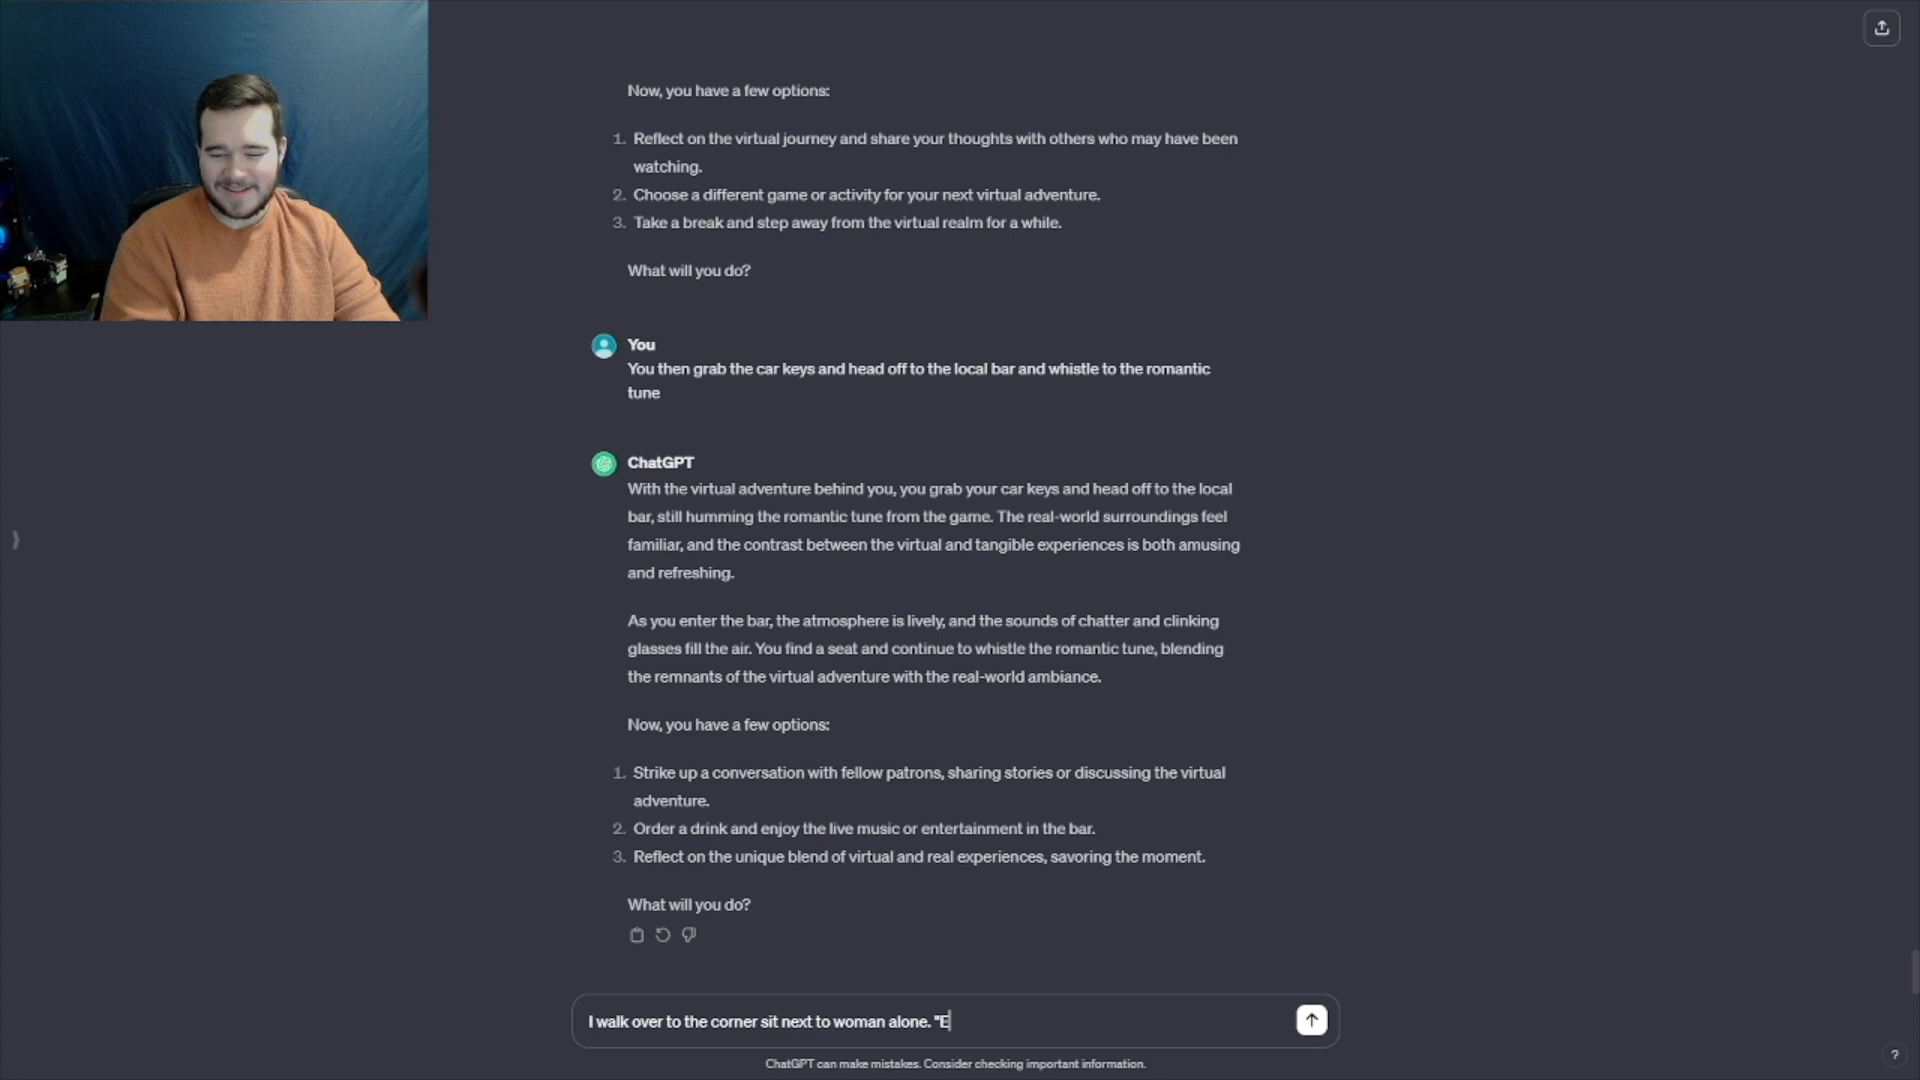 Now, you have a few options:
1. Reflect on the virtual journey and share your thoughts with others who may have been
watching.
2. Choose a different game or activity for your next virtual adventure.
3. Take a break and step away from the virtual realm for a while.
What will you do?
You
You then grab the car keys and head off to the local bar and whistle to the romantic
tune
ChatGPT
With the virtual adventure behind you, you grab your car keys and head off to the local
bar, still humming the romantic tune from the game. The real-world surroundings feel
familiar, and the contrast between the virtual and tangible experiences is both amusing
and refreshing.
As you enter the bar, the atmosphere is lively, and the sounds of chatter and clinking
glasses fill the air. You find a seat and continue to whistle the romantic tune, blending
the remnants of the virtual adventure with the real-world ambiance.
Now, you have a few options:
1. Strike up a conversation with fellow patrons, sharing stories or discussing the virtual
adventure.
2. Order a drink and enjoy the live music or entertainment in the bar.
3. Reflect on the unique blend of virtual and real experiences, savoring the moment.
What will you do?
I walk over to the corner sit next to woman alone. "E
ChatGPT can make mistakes. Consider checking important information.
?